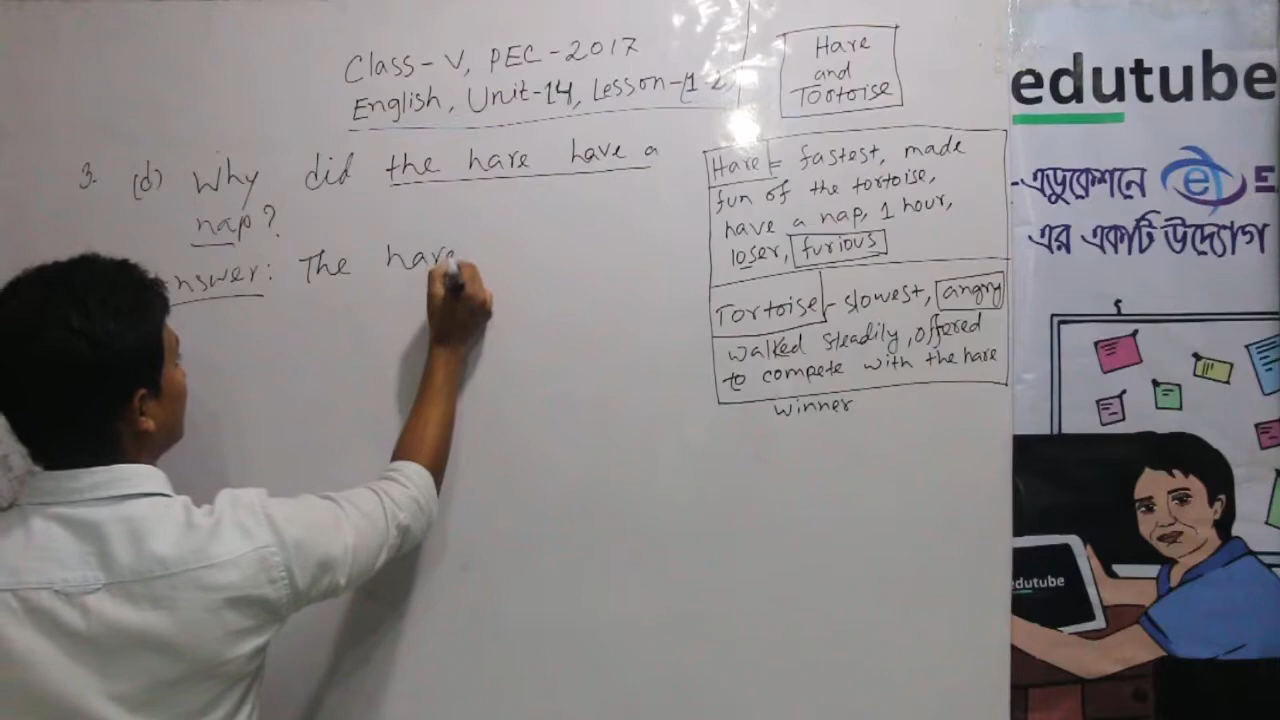 Class-V, PEC-2017
English, Unit-14, Lesson-(1-2
3. (d) Why did the hare have a
nap?
nswer: The hare
Hare
and
Tortoise
Hare = fastest, made
fun of the tortoise,
have a nap, 1 hour,
loser, furious
Tortoise - slowest, angry
walked steadily, offered
to compete with the hare
winner
edutube
-এডুকেশনে e E
এর একটি উদ্যোগ
edutube